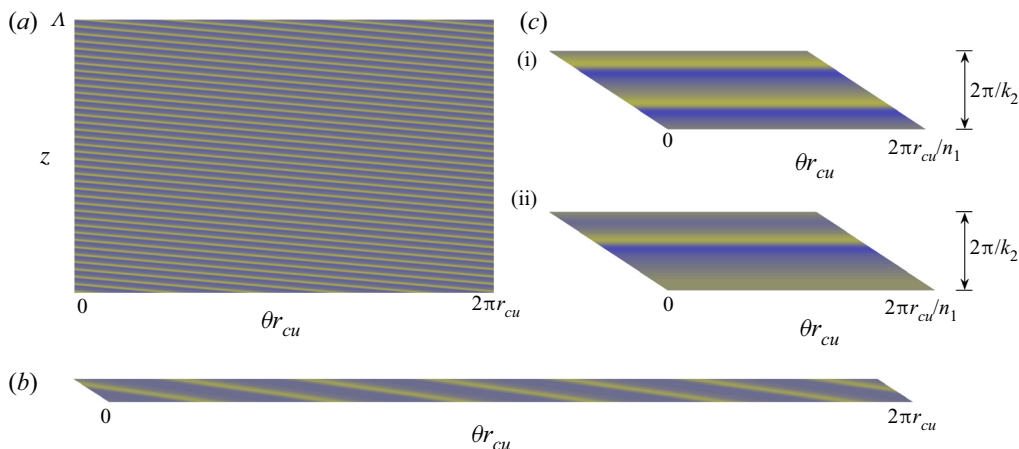 (a)
Λ
z
0
2πr_cu
θr_cu
(b)
0
2πr_cu
θr_cu
(c)
(i)
2π/k_2
0
2πr_cu/n_1
θr_cu
(ii)
2π/k_2
0
2πr_cu/n_1
θr_cu